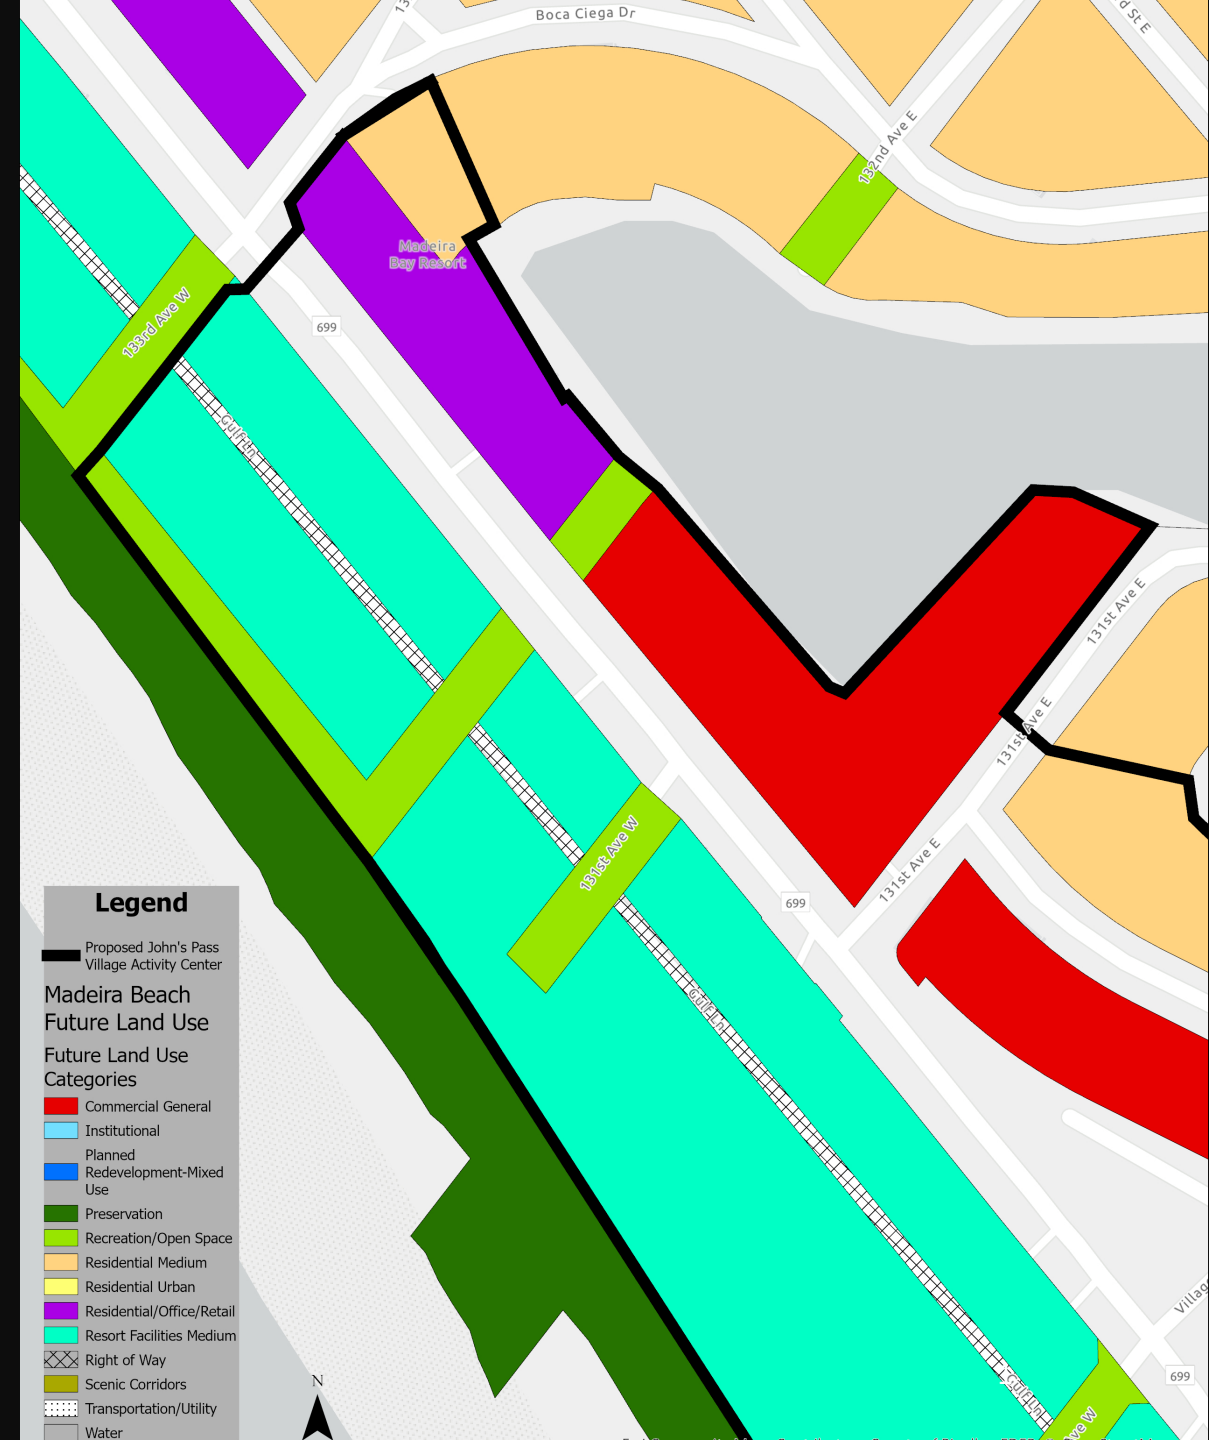 13
Boca Ciega Dr
d St E
132nd Ave E
Madeira
Bay Resort
133rd Ave W
699
Gulf Ln
131st Ave E
131st Ave E
131st Ave W
131st Ave E
699
Gulf Ln
Village
699
Gulf Ln
Ave W
N
Legend
Proposed John's Pass
Village Activity Center
Madeira Beach
Future Land Use
Future Land Use
Categories
Commercial General
Institutional
Planned
Redevelopment-Mixed
Use
Preservation
Recreation/Open Space
Residential Medium
Residential Urban
Residential/Office/Retail
Resort Facilities Medium
Right of Way
Scenic Corridors
Transportation/Utility
Water